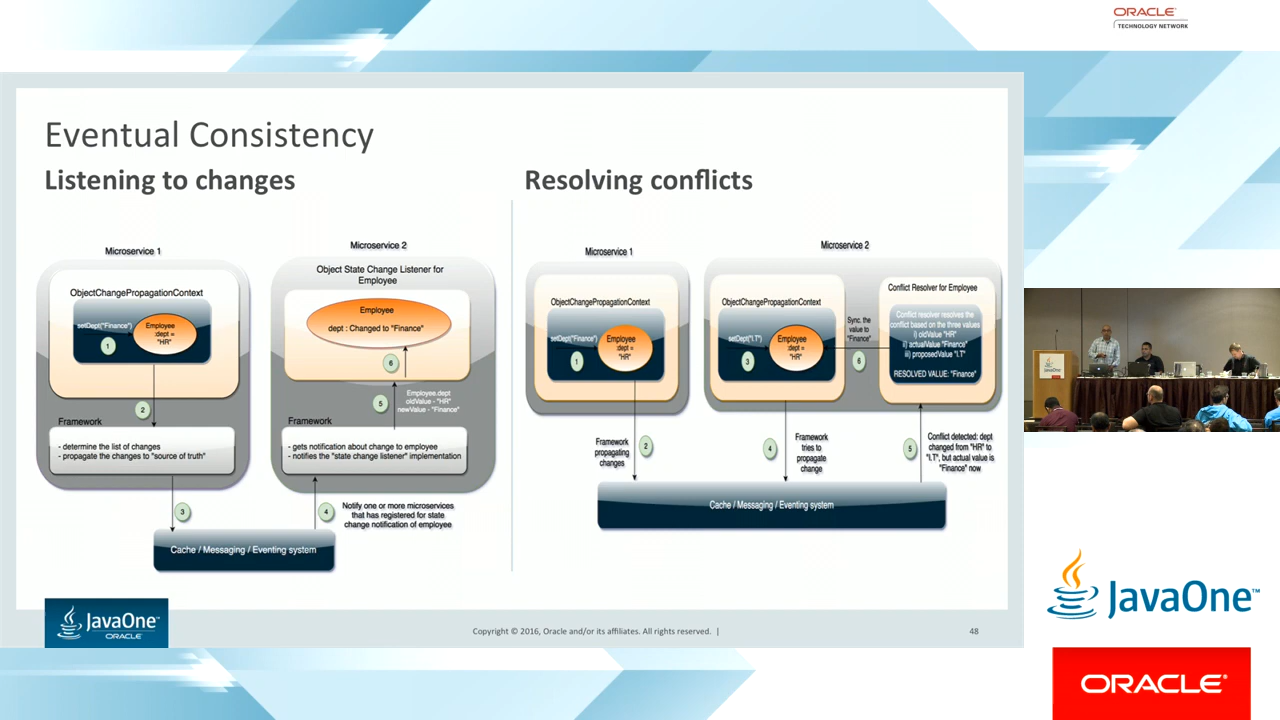 ORACLE
TECHNOLOGY NETWORK
Eventual Consistency
Listening to changes
Microservice 1
ObjectChangePropagationContext
setDept("Finance")
1
Employee
:dept =
"HR"
2
Framework
- determine the list of changes
- propagate the changes to "source of truth"
3
Microservice 2
Object State Change Listener for
Employee
Employee
dept : Changed to "Finance"
6
5
Employee.dept
oldValue - "HR"
newValue - "Finance"
Framework
- gets notification about change to employee
- notifies the "state change listener" implementation
4
Notify one or more microservices
that has registered for state
change notification of employee
Cache / Messaging / Eventing system
Resolving conflicts
Microservice 1
ObjectChangePropagationContext
setDept("Finance")
1
Employee
:dept =
"HR"
Framework
propagating
changes
2
Microservice 2
ObjectChangePropagationContext
setDept("I.T")
3
Employee
:dept =
"HR"
Sync. the
value to
"Finance"
6
Conflict Resolver for Employee
Conflict resolver resolves the
conflict based on the three values
i) oldValue "HR"
ii) actualValue "Finance"
iii) proposedValue "I.T"
RESOLVED VALUE: "Finance"
4
Framework
tries to
propagate
change
5
Conflict detected: dept
changed from "HR" to
"I.T", but actual value is
"Finance" now
Cache / Messaging / Eventing system
JavaOne™
ORACLE
Copyright © 2016, Oracle and/or its affiliates. All rights reserved. |
48
JavaOne™
ORACLE®